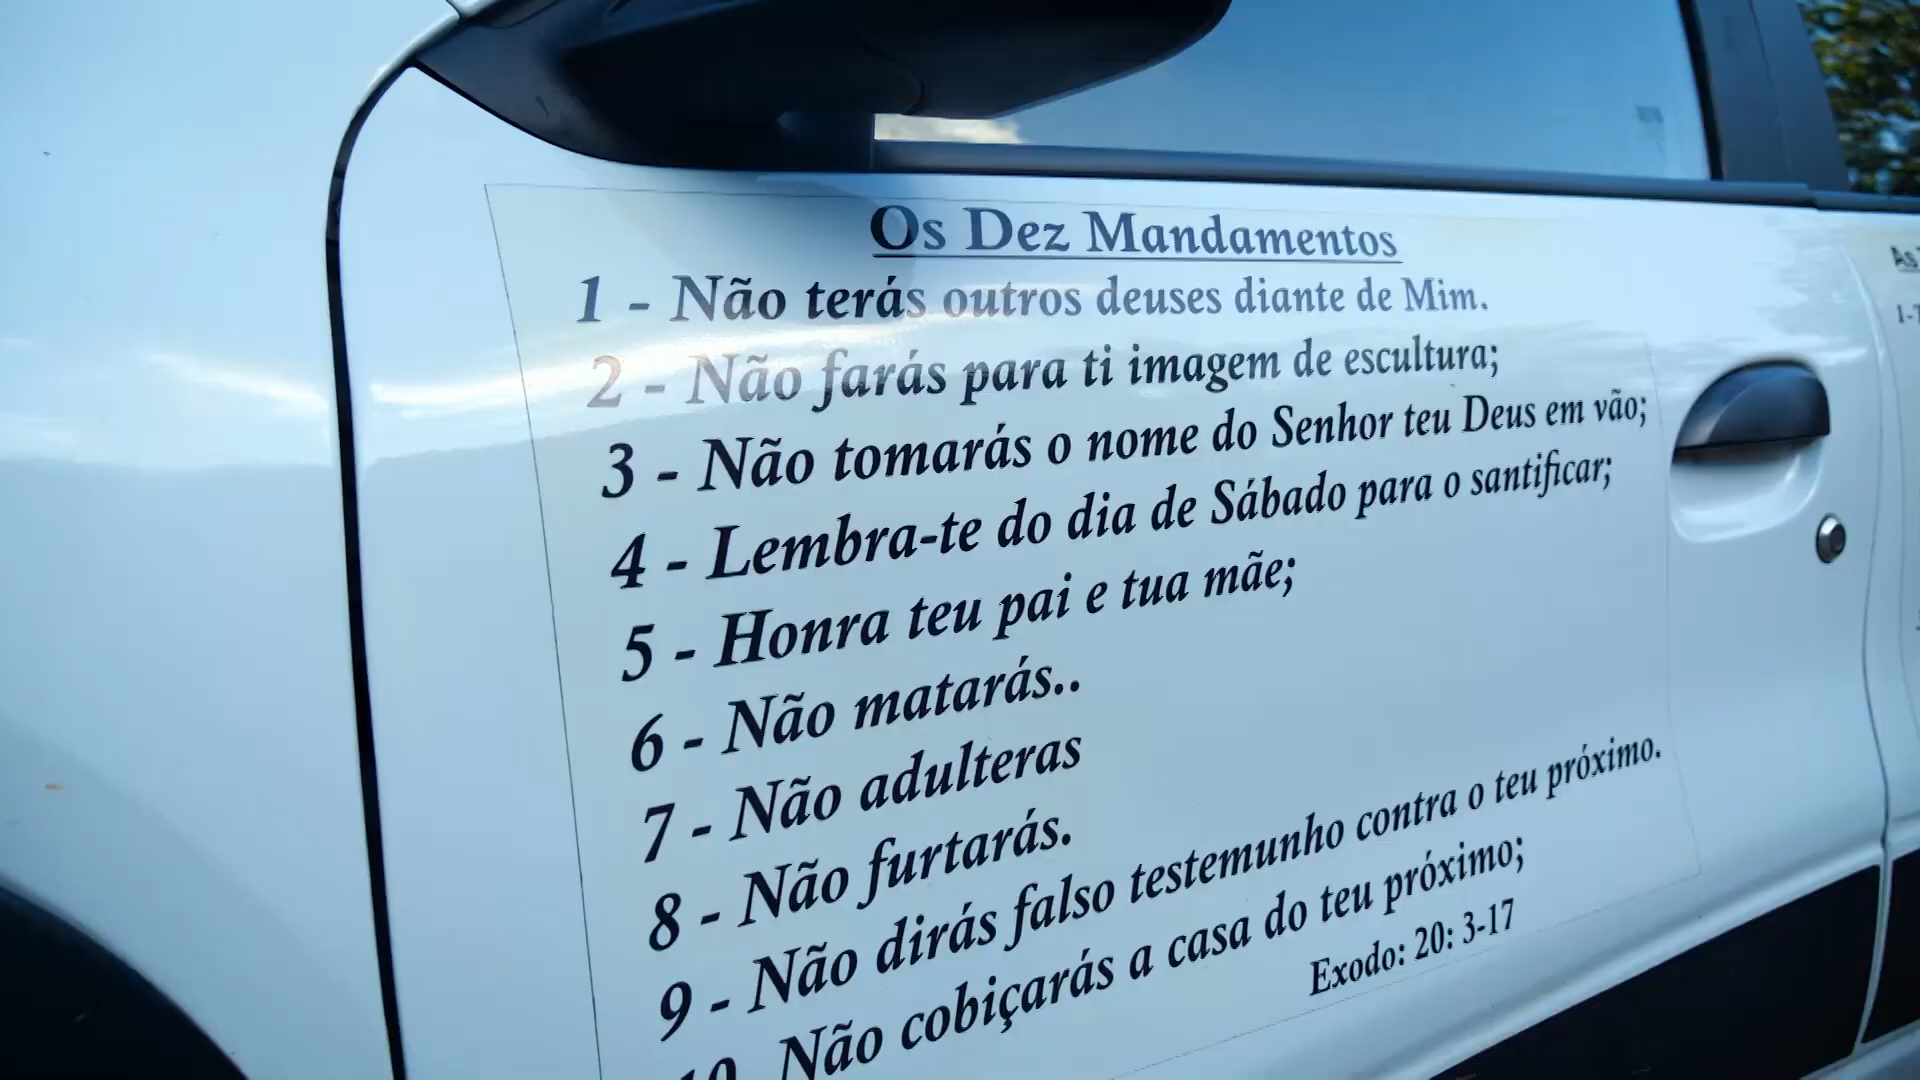 Os Dez Mandamentos
1 - Não terás outros deuses diante de Mim.
2 - Não farás para ti imagem de escultura;
3 - Não tomarás o nome do Senhor teu Deus em vão;
4 - Lembra-te do dia de Sábado para o santificar;
5 - Honra teu pai e tua mãe;
6 - Não matarás..
7 - Não adulteras
8 - Não furtarás.
9 - Não dirás falso testemunho contra o teu próximo.
10 Não cobiçarás a casa do teu próximo;
Exodo: 20: 3-17
As